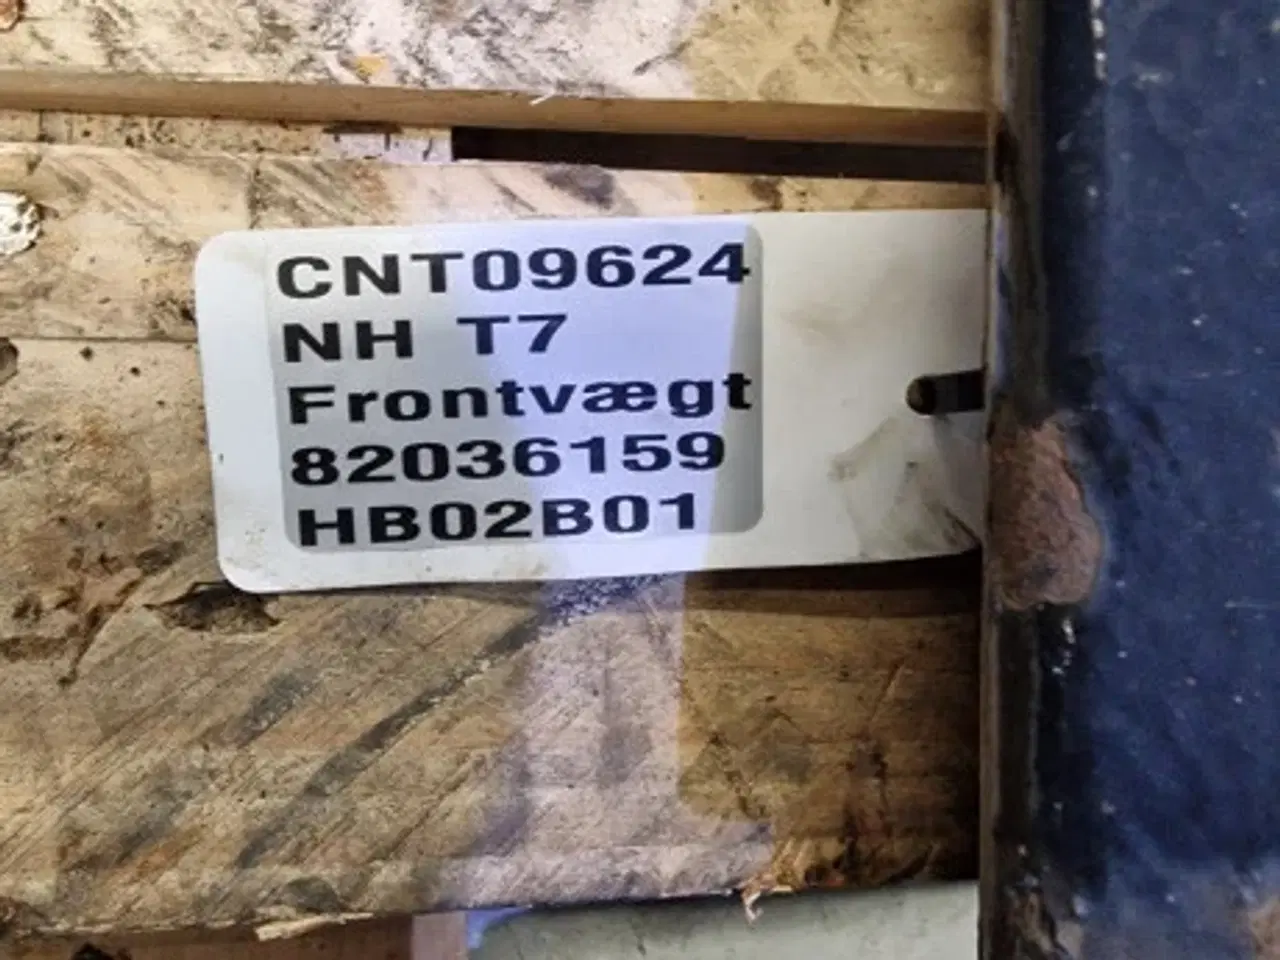 CNT09624
NH T7
Frontvægt
82036159
HB02B01